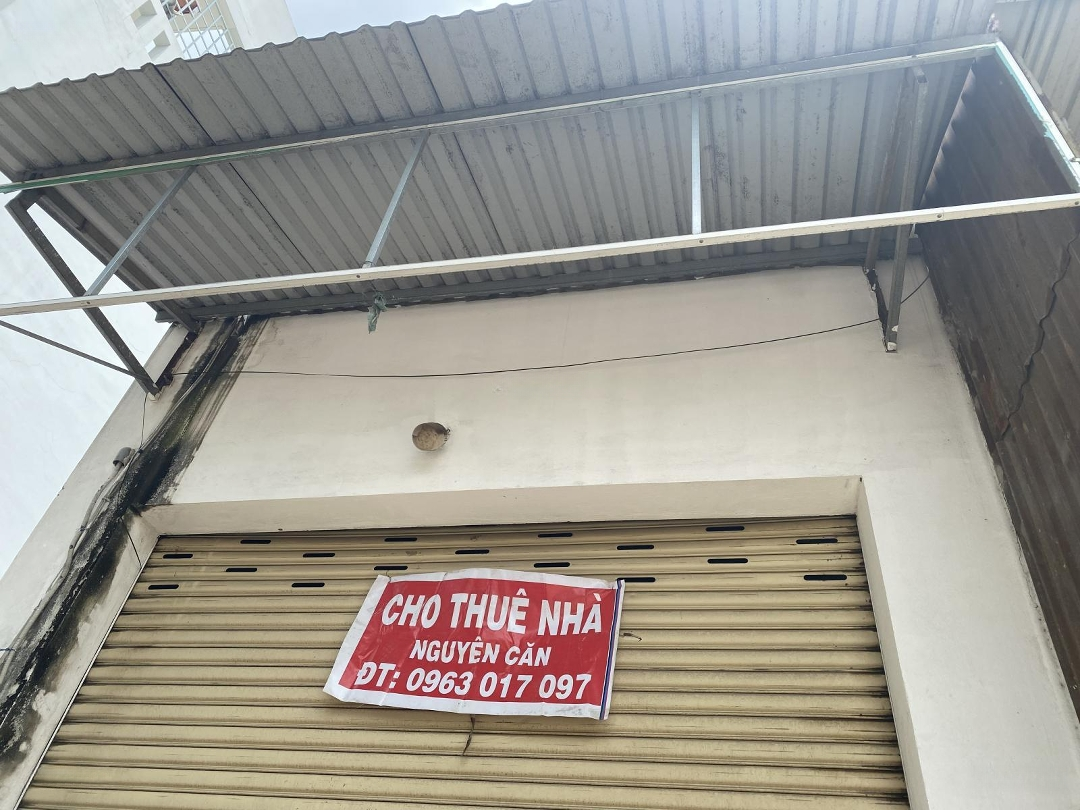 CHO THUÊ NHÀ
NGUYÊN CĂN
ĐT: 0963 017 097